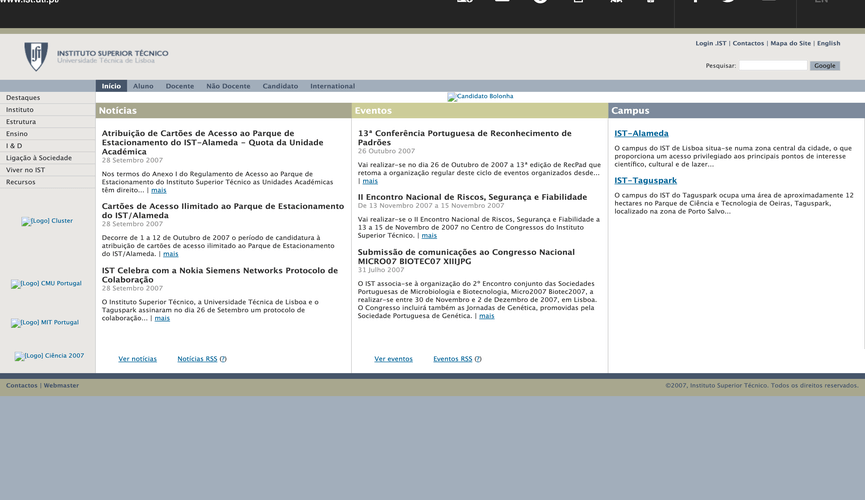 EN
INSTITUTO SUPERIOR TÉCNICO
Universidade Técnica de Lisboa
Login .IST | Contactos | Mapa do Site | English
Pesquisar:
Google
Início Aluno Docente Não Docente Candidato International
Destaques
Instituto
Estrutura
Ensino
I & D
Ligação à Sociedade
Viver no IST
Recursos
[Logo] Cluster
[Logo] CMU Portugal
[Logo] MIT Portugal
[Logo] Ciência 2007
Candidato Bolonha
Notícias
Atribuição de Cartões de Acesso ao Parque de
Estacionamento do IST-Alameda - Quota da Unidade
Académica
28 Setembro 2007
Nos termos do Anexo I do Regulamento de Acesso ao Parque de
Estacionamento do Instituto Superior Técnico as Unidades Académicas
têm direito... | mais
Cartões de Acesso Ilimitado ao Parque de Estacionamento
do IST/Alameda
28 Setembro 2007
Decorre de 1 a 12 de Outubro de 2007 o período de candidatura à
atribuição de cartões de acesso ilimitado ao Parque de Estacionamento
do IST/Alameda. | mais
IST Celebra com a Nokia Siemens Networks Protocolo de
Colaboração
28 Setembro 2007
O Instituto Superior Técnico, a Universidade Técnica de Lisboa e o
Taguspark assinaram no dia 26 de Setembro um protocolo de
colaboração... | mais
Ver notícias Notícias RSS (?)
Eventos
13ª Conferência Portuguesa de Reconhecimento de
Padrões
26 Outubro 2007
Vai realizar-se no dia 26 de Outubro de 2007 a 13ª edição de RecPad que
retoma a organização regular deste ciclo de eventos organizados desde...
| mais
II Encontro Nacional de Riscos, Segurança e Fiabilidade
De 13 Novembro 2007 a 15 Novembro 2007
Vai realizar-se o II Encontro Nacional de Riscos, Segurança e Fiabilidade a
13 a 15 de Novembro de 2007 no Centro de Congressos do Instituto
Superior Técnico. | mais
Submissão de comunicações ao Congresso Nacional
MICRO07 BIOTEC07 XIIIJPG
31 Julho 2007
O IST associa-se à organização do 2º Encontro conjunto das Sociedades
Portuguesas de Microbiologia e Biotecnologia, Micro2007 Biotec2007, a
realizar-se entre 30 de Novembro e 2 de Dezembro de 2007, em Lisboa.
O Congresso incluirá também as Jornadas de Genética, promovidas pela
Sociedade Portuguesa de Genética. | mais
Ver eventos Eventos RSS (?)
Campus
IST-Alameda
O campus do IST de Lisboa situa-se numa zona central da cidade, o que
proporciona um acesso privilegiado aos principais pontos de interesse
científico, cultural e de lazer...
IST-Taguspark
O campus do IST do Taguspark ocupa uma área de aproximadamente 12
hectares no Parque de Ciência e Tecnologia de Oeiras, Taguspark,
localizado na zona de Porto Salvo...
Contactos | Webmaster
©2007, Instituto Superior Técnico. Todos os direitos reservados.